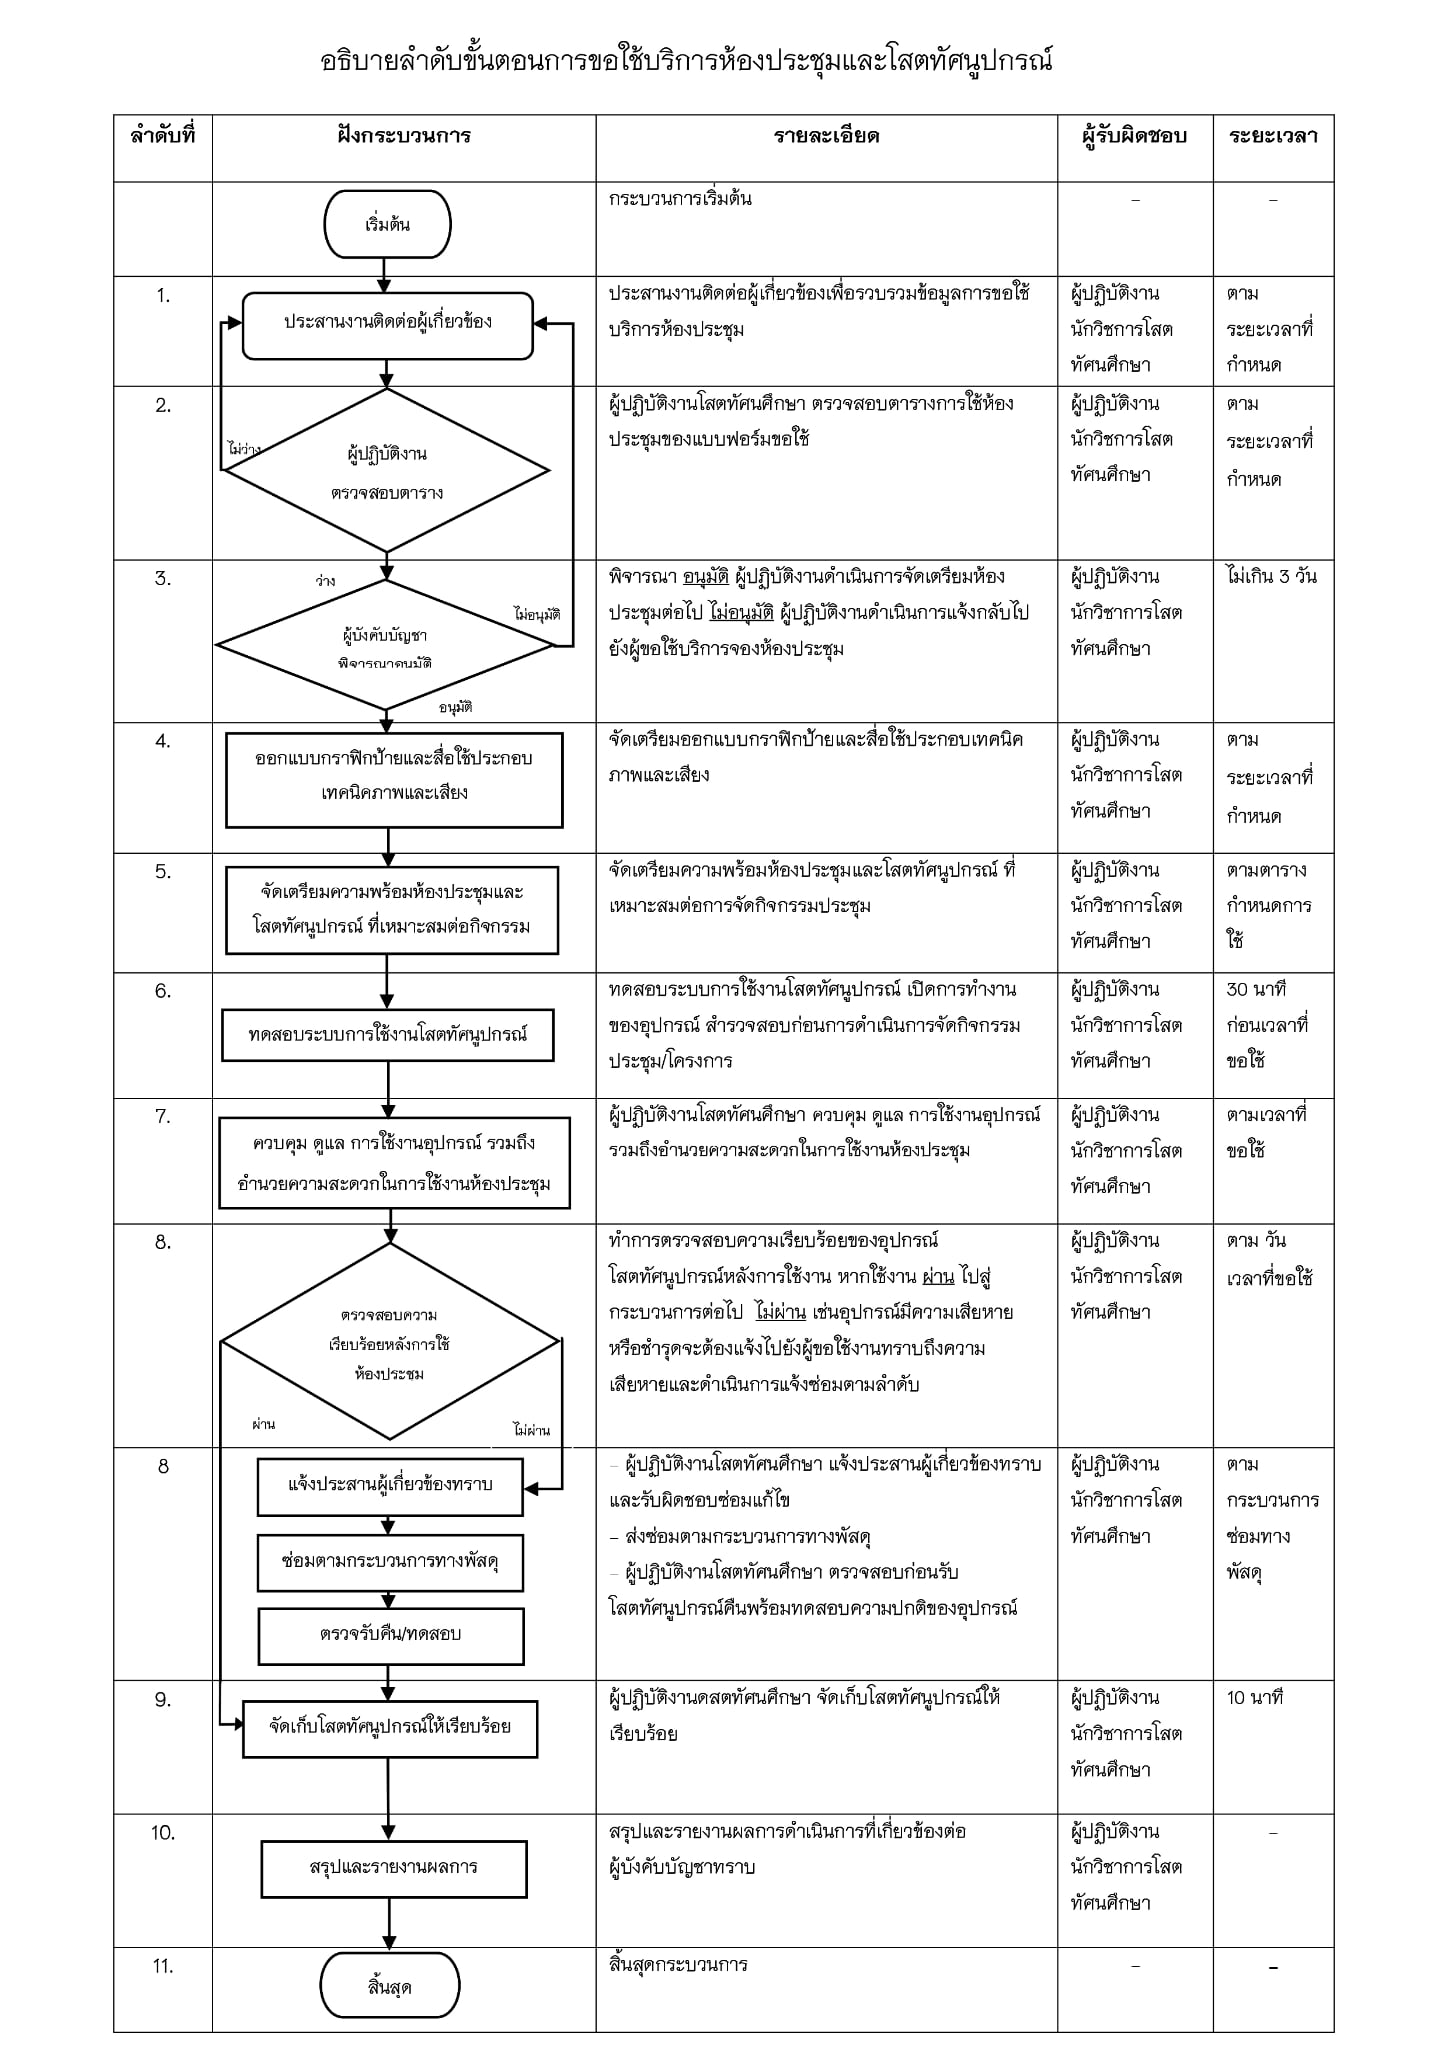 อธิบายลำดับขั้นตอนการขอใช้บริการห้องประชุมและโสตทัศนูปกรณ์
ลำดับที่
ฝังกระบวนการ
รายละเอียด
ผู้รับผิดชอบ
ระยะเวลา
เริ่มต้น
กระบวนการเริ่มต้น
–
–
1.
ประสานงานติดต่อผู้เกี่ยวข้อง
ประสานงานติดต่อผู้เกี่ยวข้องเพื่อรวบรวมข้อมูลการขอใช้
บริการห้องประชุม
ผู้ปฏิบัติงาน
นักวิชการโสต
ทัศนศึกษา
ตาม
ระยะเวลาที่
กำหนด
2.
ไม่ว่าง
ผู้ปฏิบัติงาน
ตรวจสอบตาราง
ผู้ปฏิบัติงานโสตทัศนศึกษา ตรวจสอบตารางการใช้ห้อง
ประชุมของแบบฟอร์มขอใช้
ผู้ปฏิบัติงาน
นักวิชการโสต
ทัศนศึกษา
ตาม
ระยะเวลาที่
กำหนด
3.
ว่าง
ไม่อนุมัติ
ผู้บังคับบัญชา
พิจารณาอนุมัติ
อนุมัติ
พิจารณา อนุมัติ ผู้ปฏิบัติงานดำเนินการจัดเตรียมห้อง
ประชุมต่อไป ไม่อนุมัติ ผู้ปฏิบัติงานดำเนินการแจ้งกลับไป
ยังผู้ขอใช้บริการจองห้องประชุม
ผู้ปฏิบัติงาน
นักวิชาการโสต
ทัศนศึกษา
ไม่เกิน 3 วัน
4.
ออกแบบกราฟิกป้ายและสื่อใช้ประกอบ
เทคนิคภาพและเสียง
จัดเตรียมออกแบบกราฟิกป้ายและสื่อใช้ประกอบเทคนิค
ภาพและเสียง
ผู้ปฏิบัติงาน
นักวิชาการโสต
ทัศนศึกษา
ตาม
ระยะเวลาที่
กำหนด
5.
จัดเตรียมความพร้อมห้องประชุมและ
โสตทัศนูปกรณ์ ที่เหมาะสมต่อกิจกรรม
จัดเตรียมความพร้อมห้องประชุมและโสตทัศนูปกรณ์ ที่
เหมาะสมต่อการจัดกิจกรรมประชุม
ผู้ปฏิบัติงาน
นักวิชาการโสต
ทัศนศึกษา
ตามตาราง
กำหนดการ
ใช้
6.
ทดสอบระบบการใช้งานโสตทัศนูปกรณ์
ทดสอบระบบการใช้งานโสตทัศนูปกรณ์ เปิดการทำงาน
ของอุปกรณ์ สำรวจสอบก่อนการดำเนินการจัดกิจกรรม
ประชุม/โครงการ
ผู้ปฏิบัติงาน
นักวิชาการโสต
ทัศนศึกษา
30 นาที
ก่อนเวลาที่
ขอใช้
7.
ควบคุม ดูแล การใช้งานอุปกรณ์ รวมถึง
อำนวยความสะดวกในการใช้งานห้องประชุม
ผู้ปฏิบัติงานโสตทัศนศึกษา ควบคุม ดูแล การใช้งานอุปกรณ์
รวมถึงอำนวยความสะดวกในการใช้งานห้องประชุม
ผู้ปฏิบัติงาน
นักวิชาการโสต
ทัศนศึกษา
ตามเวลาที่
ขอใช้
8.
ตรวจสอบความ
เรียบร้อยหลังการใช้
ห้องประชุม
ผ่าน
ไม่ผ่าน
ทำการตรวจสอบความเรียบร้อยของอุปกรณ์
โสตทัศนูปกรณ์หลังการใช้งาน หากใช้งาน ผ่าน ไปสู่
กระบวนการต่อไป ไม่ผ่าน เช่นอุปกรณ์มีความเสียหาย
หรือชำรุดจะต้องแจ้งไปยังผู้ขอใช้งานทราบถึงความ
เสียหายและดำเนินการแจ้งซ่อมตามลำดับ
ผู้ปฏิบัติงาน
นักวิชาการโสต
ทัศนศึกษา
ตาม วัน
เวลาที่ขอใช้
8
แจ้งประสานผู้เกี่ยวข้องทราบ
ซ่อมตามกระบวนการทางพัสดุ
ตรวจรับคืน/ทดสอบ
– ผู้ปฏิบัติงานโสตทัศนศึกษา แจ้งประสานผู้เกี่ยวข้องทราบ
และรับผิดชอบซ่อมแก้ไข
– ส่งซ่อมตามกระบวนการทางพัสดุ
– ผู้ปฏิบัติงานโสตทัศนศึกษา ตรวจสอบก่อนรับ
โสตทัศนูปกรณ์คืนพร้อมทดสอบความปกติของอุปกรณ์
ผู้ปฏิบัติงาน
นักวิชาการโสต
ทัศนศึกษา
ตาม
กระบวนการ
ซ่อมทาง
พัสดุ
9.
จัดเก็บโสตทัศนูปกรณ์ให้เรียบร้อย
ผู้ปฏิบัติงานดสตทัศนศึกษา จัดเก็บโสตทัศนูปกรณ์ให้
เรียบร้อย
ผู้ปฏิบัติงาน
นักวิชาการโสต
ทัศนศึกษา
10 นาที
10.
สรุปและรายงานผลการ
สรุปและรายงานผลการดำเนินการที่เกี่ยวข้องต่อ
ผู้บังคับบัญชาทราบ
ผู้ปฏิบัติงาน
นักวิชาการโสต
ทัศนศึกษา
–
11.
สิ้นสุด
สิ้นสุดกระบวนการ
–
–